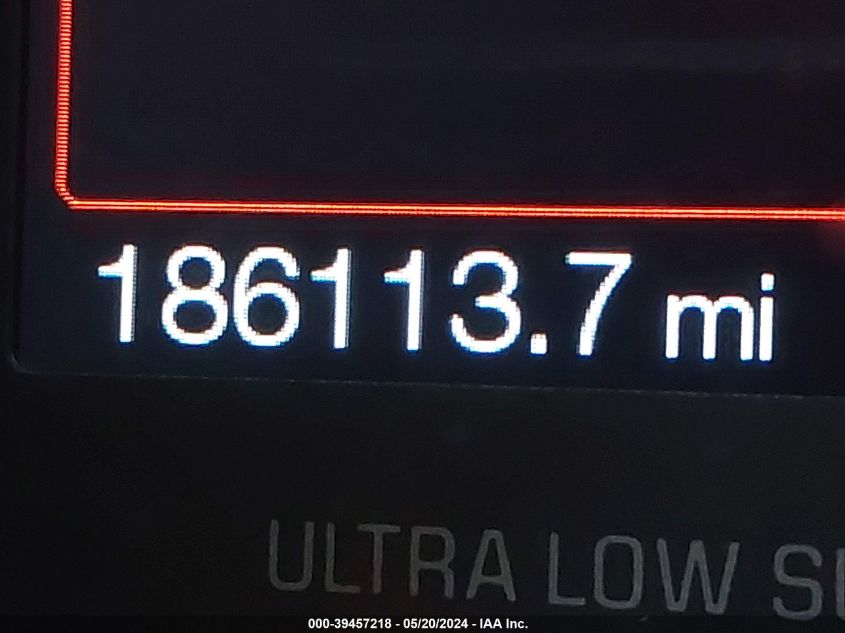 186113.7 mi
ULTRA LOW
000-39457218 - 05/20/2024 - IAA Inc.